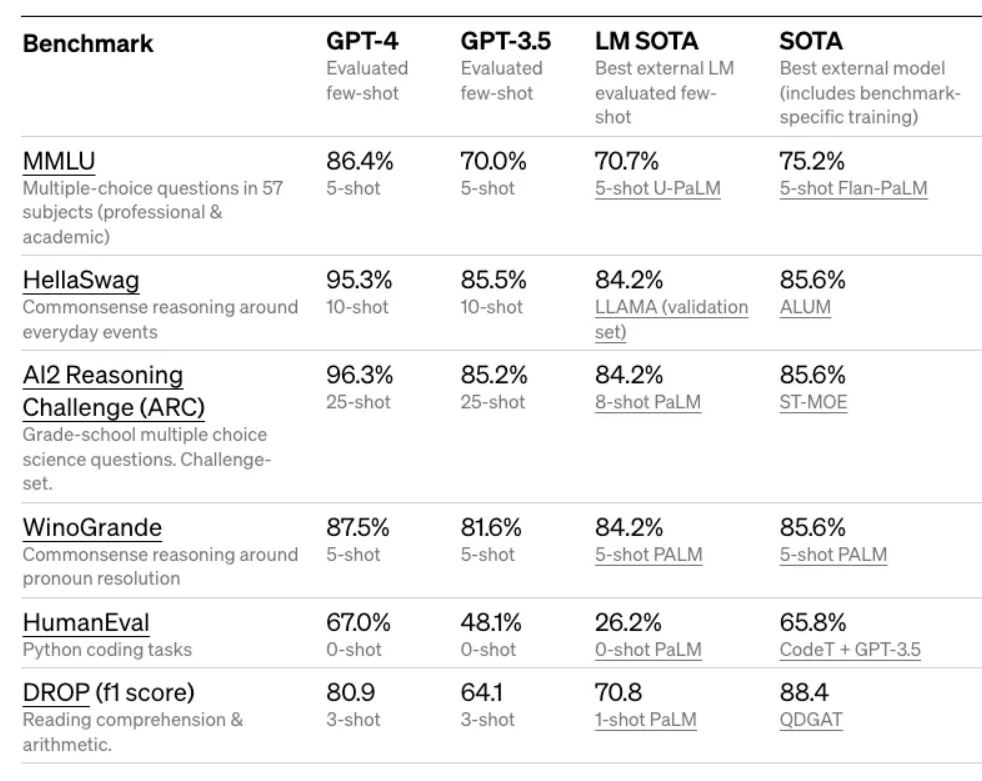 Benchmark
GPT-4
Evaluated
few-shot
GPT-3.5
Evaluated
few-shot
LM SOTA
Best external LM
evaluated few-
shot
SOTA
Best external model
(includes benchmark-
specific training)
MMLU
Multiple-choice questions in 57
subjects (professional &
academic)
86.4%
5-shot
70.0%
5-shot
70.7%
5-shot U-PaLM
75.2%
5-shot Flan-PaLM
HellaSwag
Commonsense reasoning around
everyday events
95.3%
10-shot
85.5%
10-shot
84.2%
LLAMA (validation
set)
85.6%
ALUM
AI2 Reasoning
Challenge (ARC)
Grade-school multiple choice
science questions. Challenge-
set.
96.3%
25-shot
85.2%
25-shot
84.2%
8-shot PaLM
85.6%
ST-MOE
WinoGrande
Commonsense reasoning around
pronoun resolution
87.5%
5-shot
81.6%
5-shot
84.2%
5-shot PALM
85.6%
5-shot PALM
HumanEval
Python coding tasks
67.0%
0-shot
48.1%
0-shot
26.2%
0-shot PaLM
65.8%
CodeT + GPT-3.5
DROP (f1 score)
Reading comprehension &
arithmetic.
80.9
3-shot
64.1
3-shot
70.8
1-shot PaLM
88.4
QDGAT